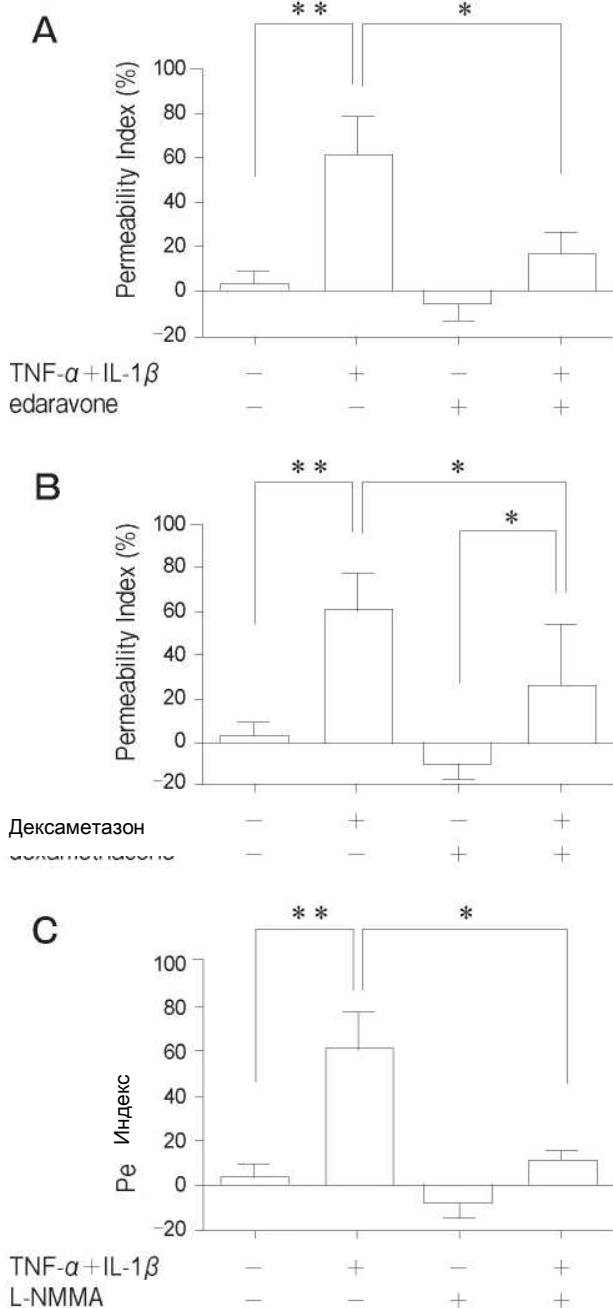 A
** *
Permeability Index (%)
100
80
60
40
20
0
-20
TNF-α+IL-1β − + − +
edaravone − − + +
B
** *
*
Permeability Index (%)
100
80
60
40
20
0
-20
Дексаметазон − + − +
− − + +
C
** *
Pe Индекс
100
80
60
40
20
0
-20
TNF-α+IL-1β − + − +
L-NMMA − − + +